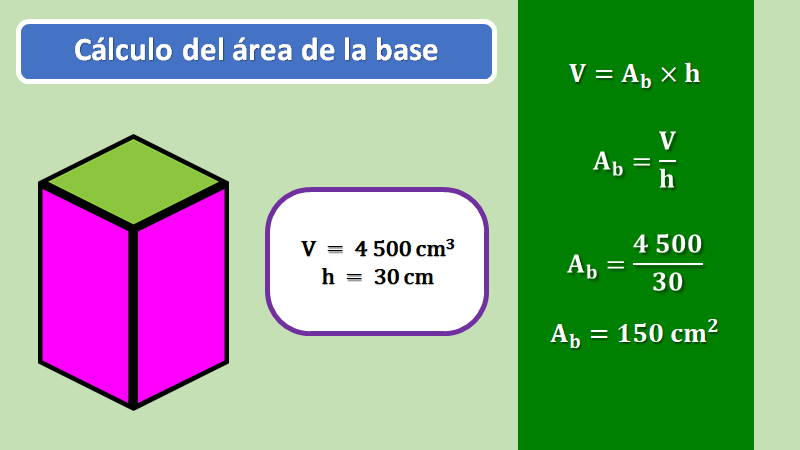 Cálculo del área de la base
V = 4 500 cm³
h = 30 cm
V = A_b × h
A_b = V/h
A_b = 4 500/30
A_b = 150 cm²